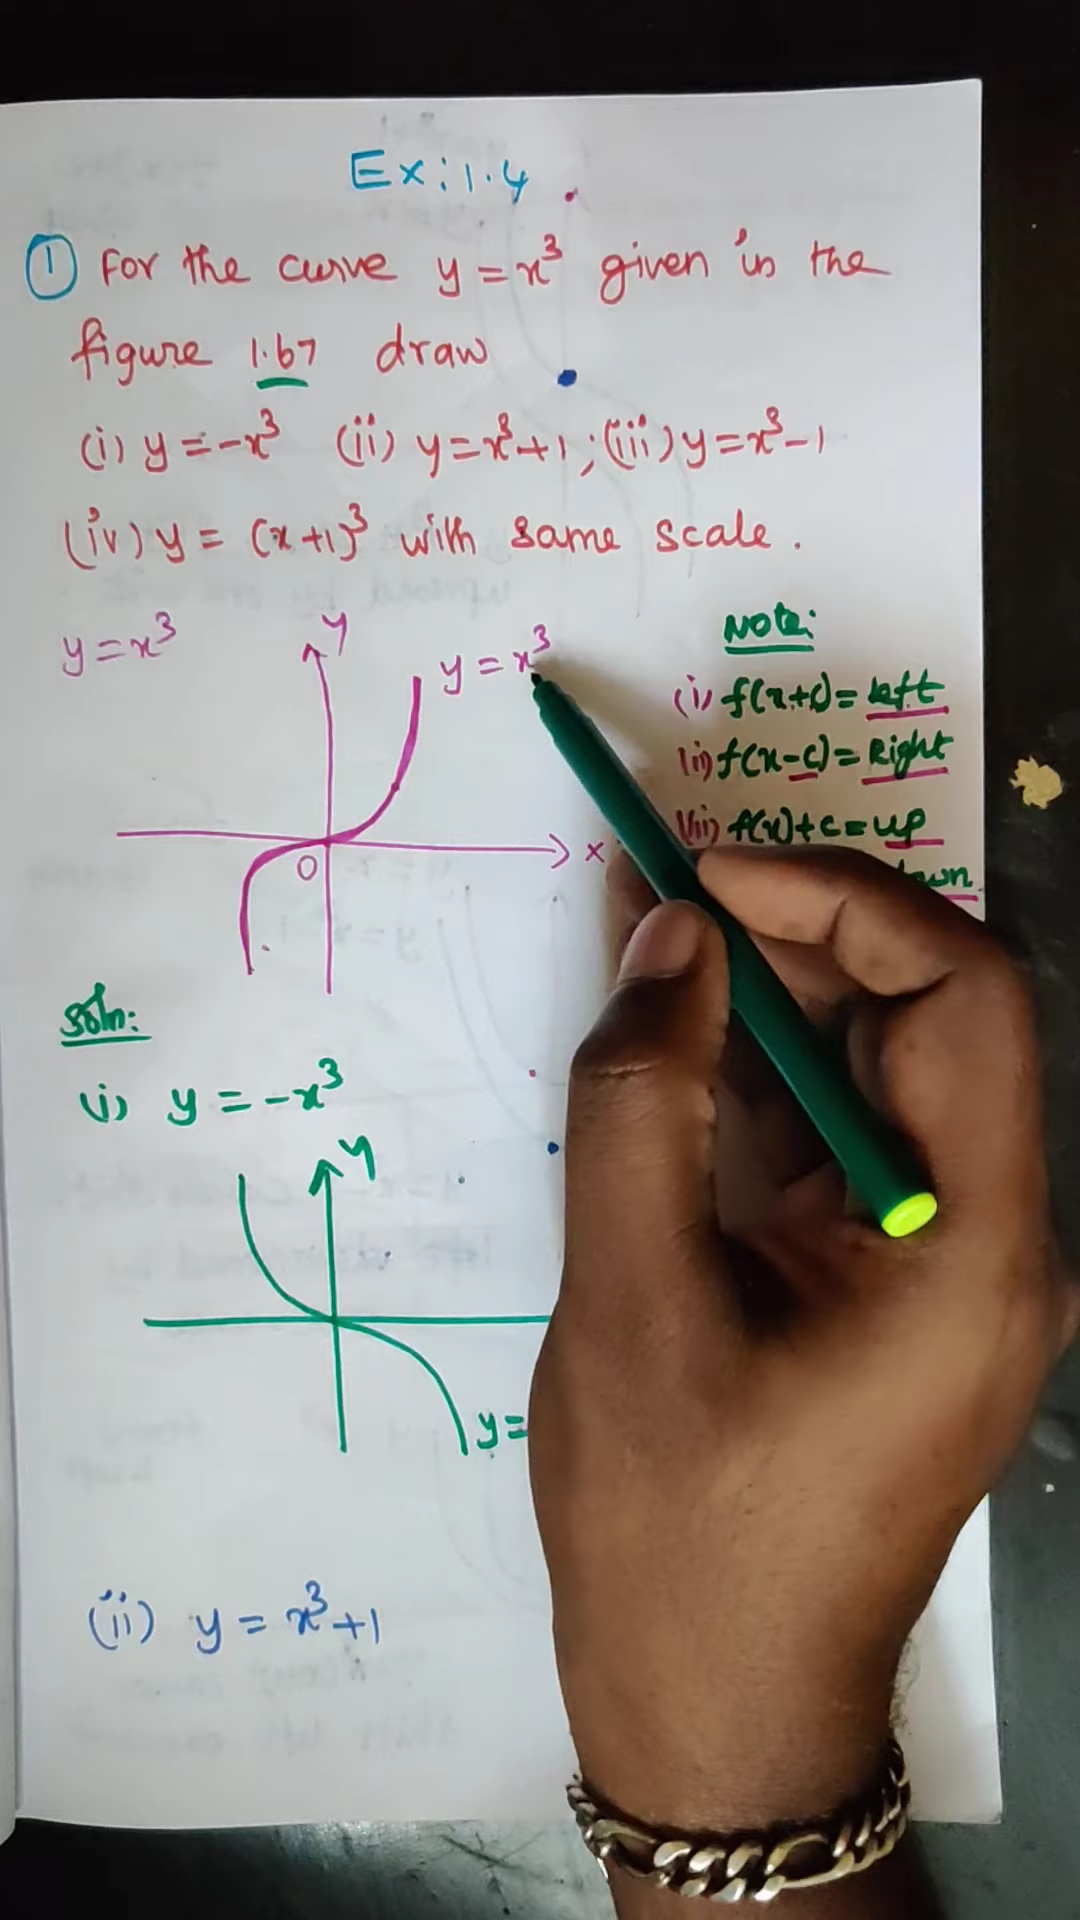 Ex: 1.4
① For the curve y = x³ given in the
figure 1.67 draw
(i) y = -x³ (ii) y = x³+1 ; (iii) y = x³-1
(iv) y = (x+1)³ with same scale.
y = x³
y
y = x³
x
O
Note:
(i) f(x+c) = left
(ii) f(x-c) = Right
(iii) f(x)+c = up
Soln:
(i) y = -x³
y
y =
(ii) y = x³+1